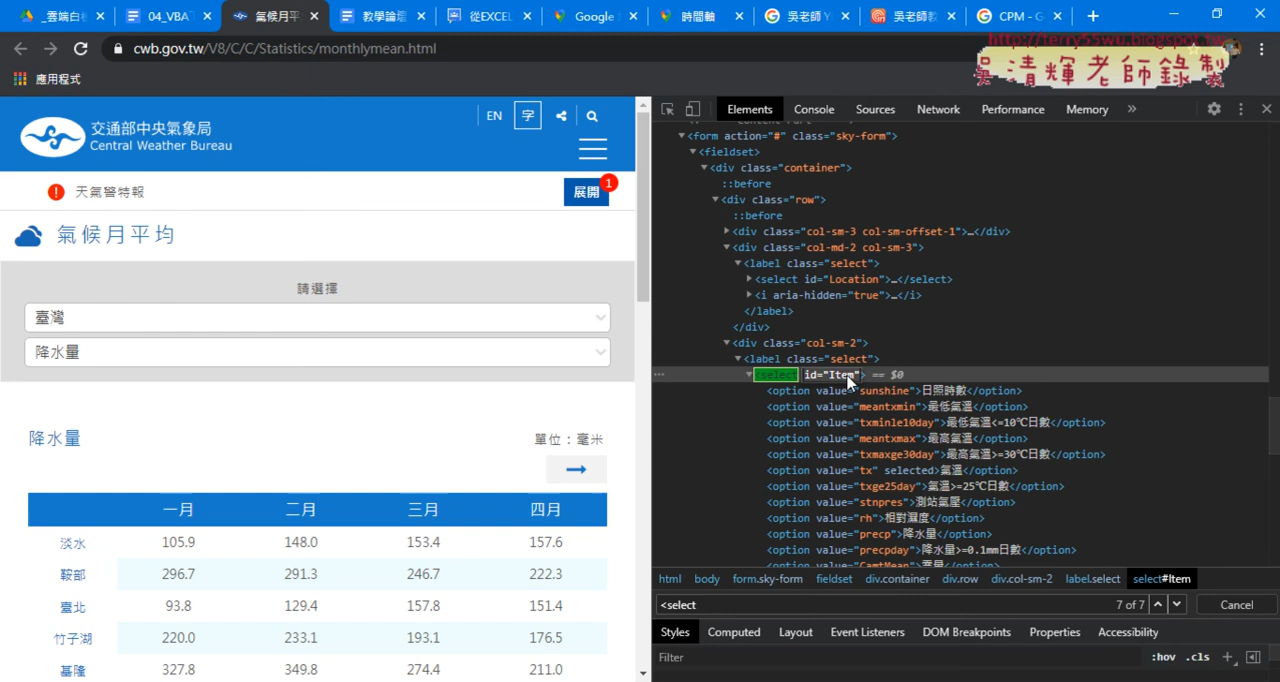 _雲端白板
04_VBA
氣候月平
教學論壇
從EXCEL
Google
時間軸
吳老師 Y
吳老師教
CPM - G
cwb.gov.tw/V8/C/C/Statistics/monthlymean.html
http://terry55wu.blogspot.tw
吳清輝老師錄製
應用程式
交通部中央氣象局
Central Weather Bureau
EN
字
天氣警特報
展開
1
氣候月平均
請選擇
臺灣
降水量
降水量
單位：毫米
一月 二月 三月 四月
淡水 105.9 148.0 153.4 157.6
鞍部 296.7 291.3 246.7 222.3
臺北 93.8 129.4 157.8 151.4
竹子湖 220.0 233.1 193.1 176.5
基隆 327.8 349.8 274.4 211.0
Elements Console Sources Network Performance Memory »
<form action="#" class="sky-form">
<fieldset>
<div class="container">
::before
<div class="row">
::before
<div class="col-sm-3 col-sm-offset-1">…</div>
<div class="col-md-2 col-sm-3">
<label class="select">
<select id="Location">…</select>
<i aria-hidden="true">…</i>
</label>
</div>
<div class="col-sm-2">
<label class="select">
<select id="Item"> == $0
<option value="sunshine">日照時數</option>
<option value="meantxmin">最低氣溫</option>
<option value="txminle10day">最低氣溫<=10℃日數</option>
<option value="meantxmax">最高氣溫</option>
<option value="txmaxge30day">最高氣溫>=30℃日數</option>
<option value="tx" selected>氣溫</option>
<option value="txge25day">氣溫>=25℃日數</option>
<option value="stnpres">測站氣壓</option>
<option value="rh">相對濕度</option>
<option value="precp">降水量</option>
<option value="precpday">降水量>=0.1mm日數</option>
<option value="CamtMean">雲量</option>
html body form.sky-form fieldset div.container div.row div.col-sm-2 label.select select#Item
<select
7 of 7
Cancel
Styles Computed Layout Event Listeners DOM Breakpoints Properties Accessibility
Filter
:hov .cls +